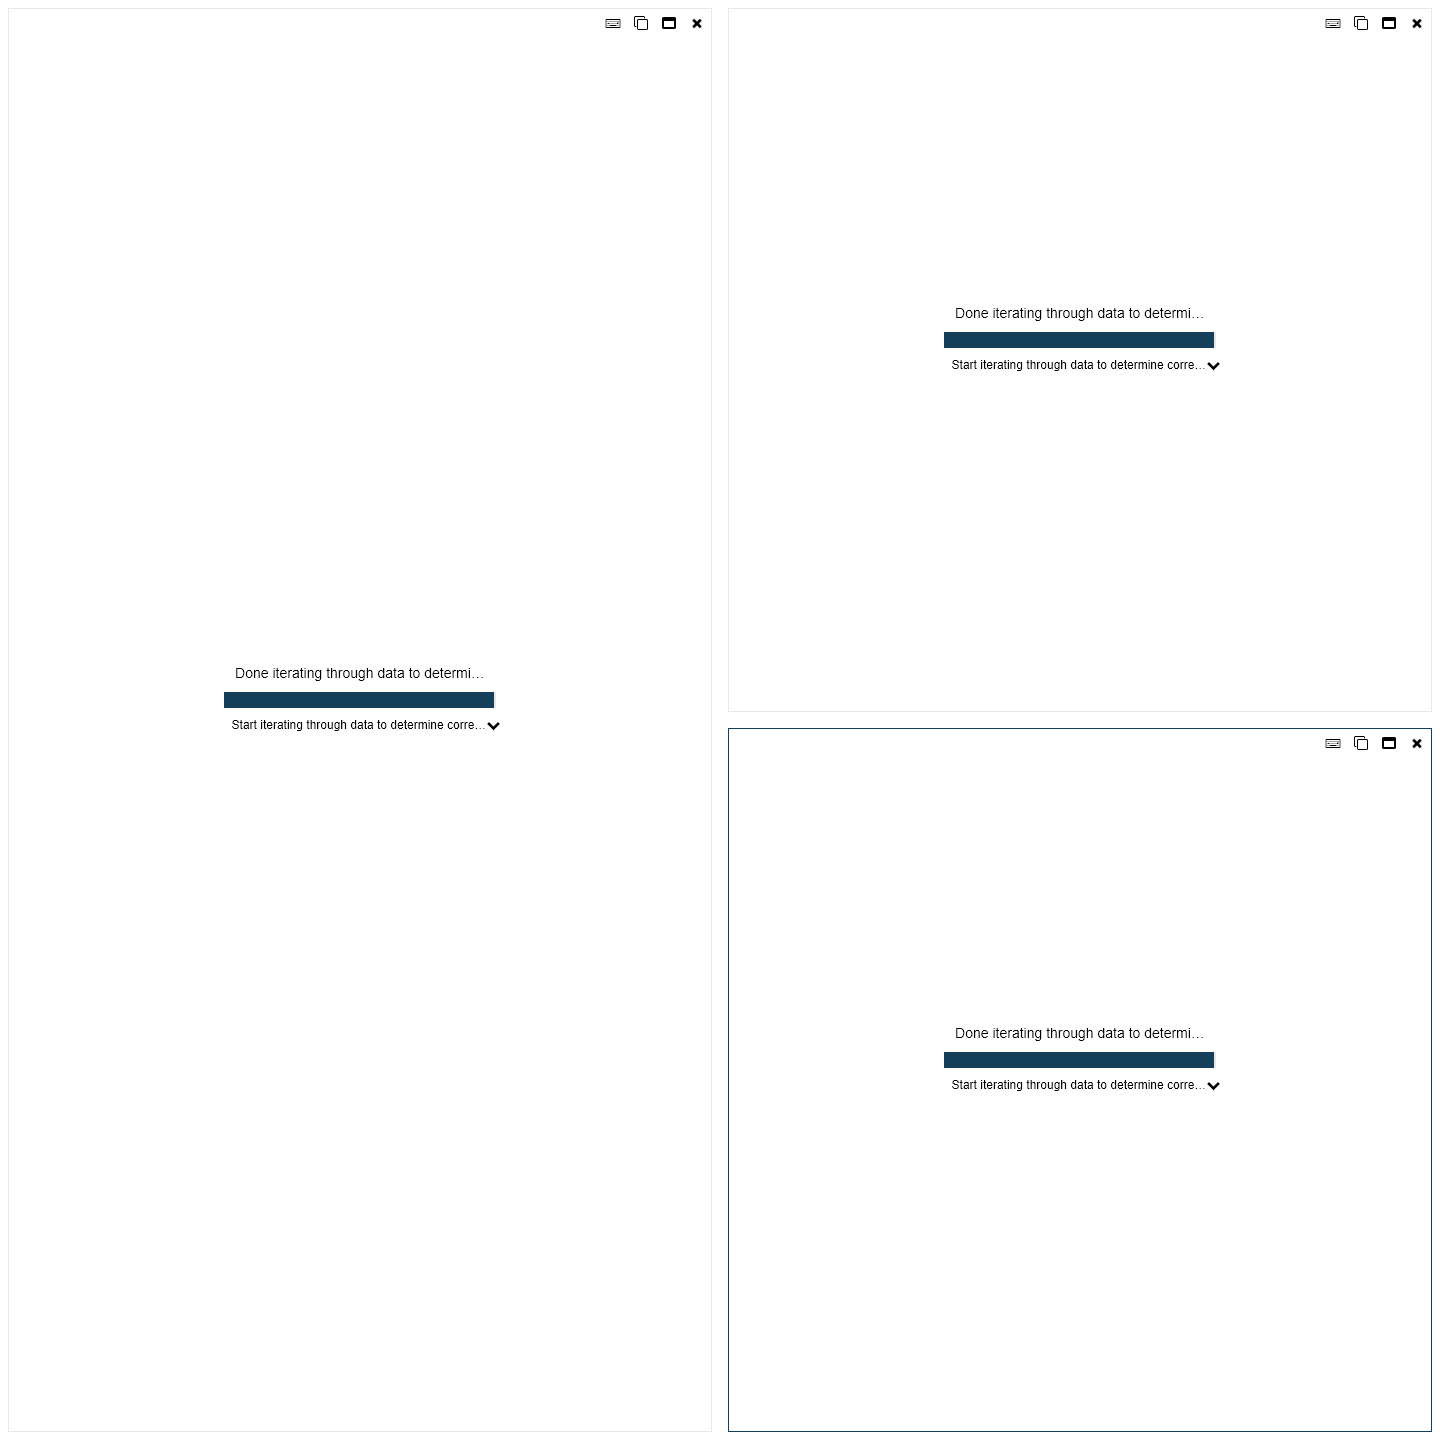 Done iterating through data to determi...
Start iterating through data to determine corre...
Done iterating through data to determi...
Start iterating through data to determine corre...
Done iterating through data to determi...
Start iterating through data to determine corre...